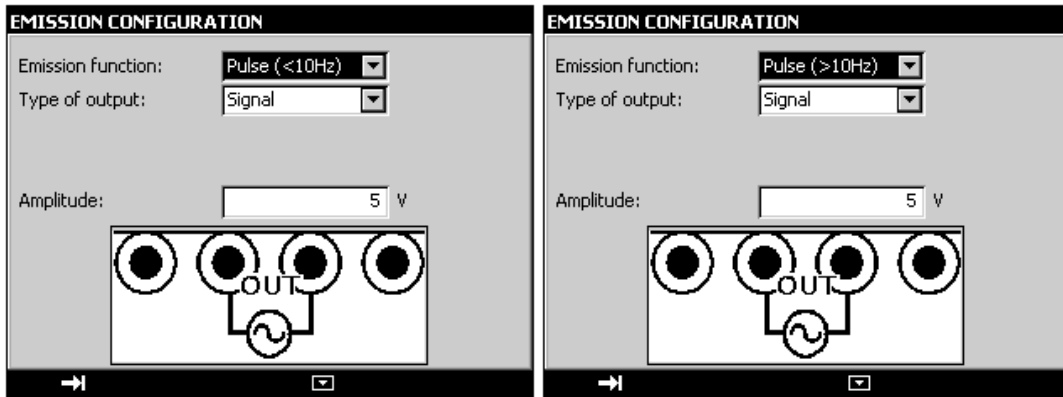 EMISSION CONFIGURATION
Emission function: Pulse (<10Hz)
Type of output: Signal
Amplitude: 5 V
OUT
EMISSION CONFIGURATION
Emission function: Pulse (>10Hz)
Type of output: Signal
Amplitude: 5 V
OUT